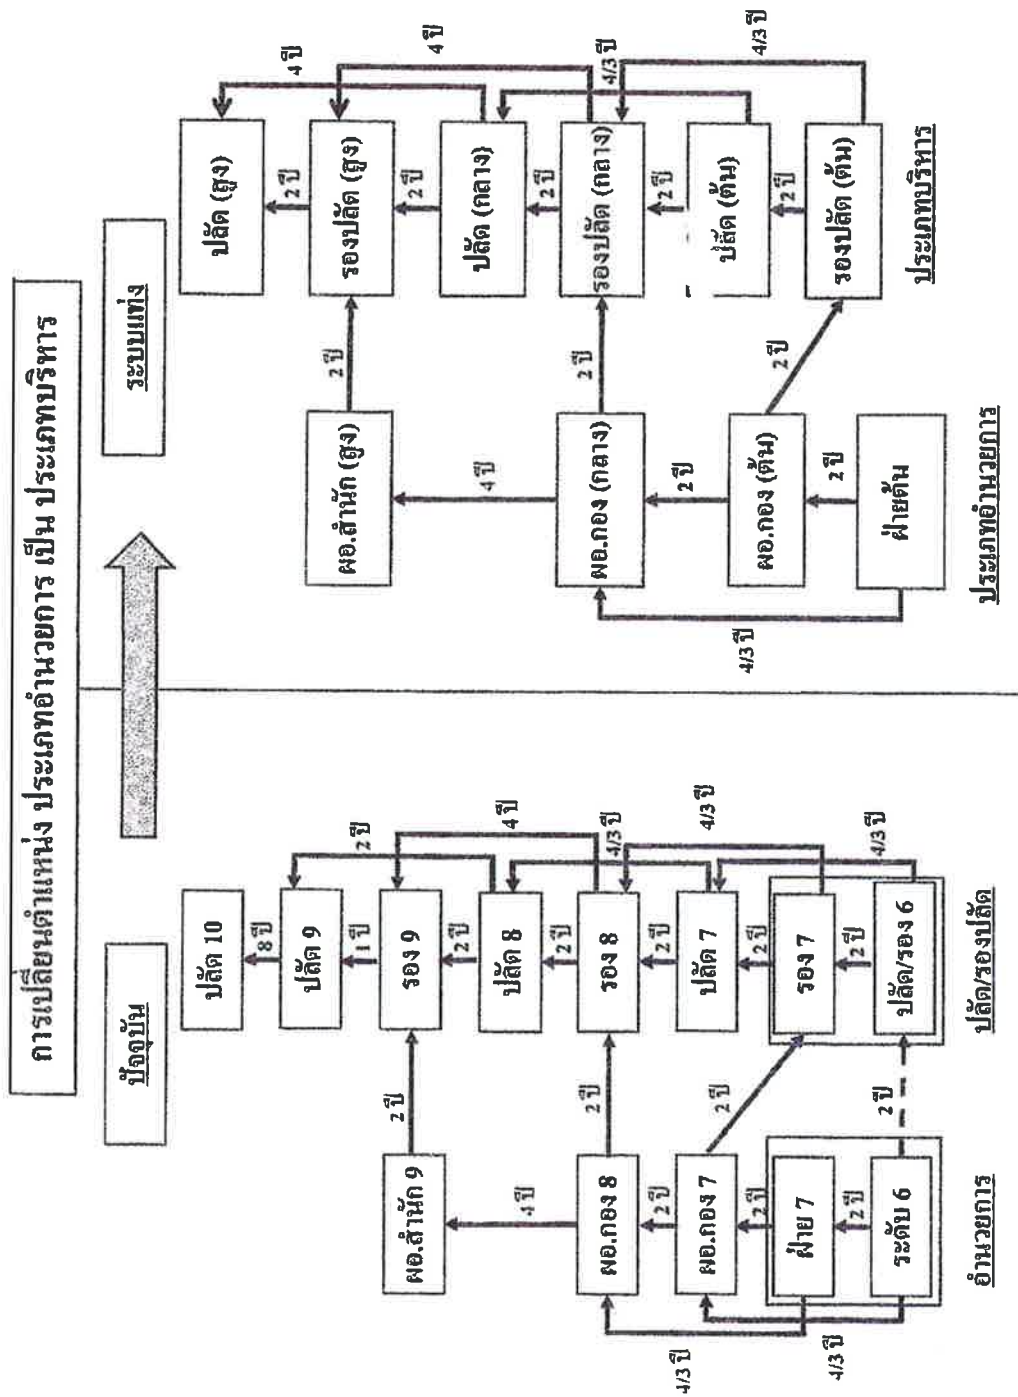 การเปลี่ยนตำแหน่ง ประเภทอำนวยการ เป็น ประเภทบริหาร
ปัจจุบัน
ระบบแท่ง
ปลัด 10
8 ปี
ปลัด 9
2 ปี
1 ปี
ผอ.สำนัก 9
2 ปี
รอง 9
4 ปี
2 ปี
4 ปี
ปลัด 8
4/3 ปี
2 ปี
ผอ.กอง 8
2 ปี
รอง 8
4/3 ปี
2 ปี
2 ปี
4/3 ปี
ผอ.กอง 7
2 ปี
ปลัด 7
2 ปี
2 ปี
4/3 ปี
ฝ่าย 7
รอง 7
4/3 ปี
2 ปี
2 ปี
ระดับ 6
2 ปี
ปลัด/รอง 6
อำนวยการ
ปลัด/รองปลัด
ปลัด (สูง)
4 ปี
2 ปี
ผอ.สำนัก (สูง)
2 ปี
รองปลัด (สูง)
4 ปี
2 ปี
4 ปี
ปลัด (กลาง)
4/3 ปี
2 ปี
ผอ.กอง (กลาง)
2 ปี
รองปลัด (กลาง)
4/3 ปี
2 ปี
2 ปี
4/3 ปี
ผอ.กอง (ต้น)
2 ปี
ปลัด (ต้น)
2 ปี
2 ปี
ฝ่ายต้น
รองปลัด (ต้น)
ประเภทอำนวยการ
ประเภทบริหาร